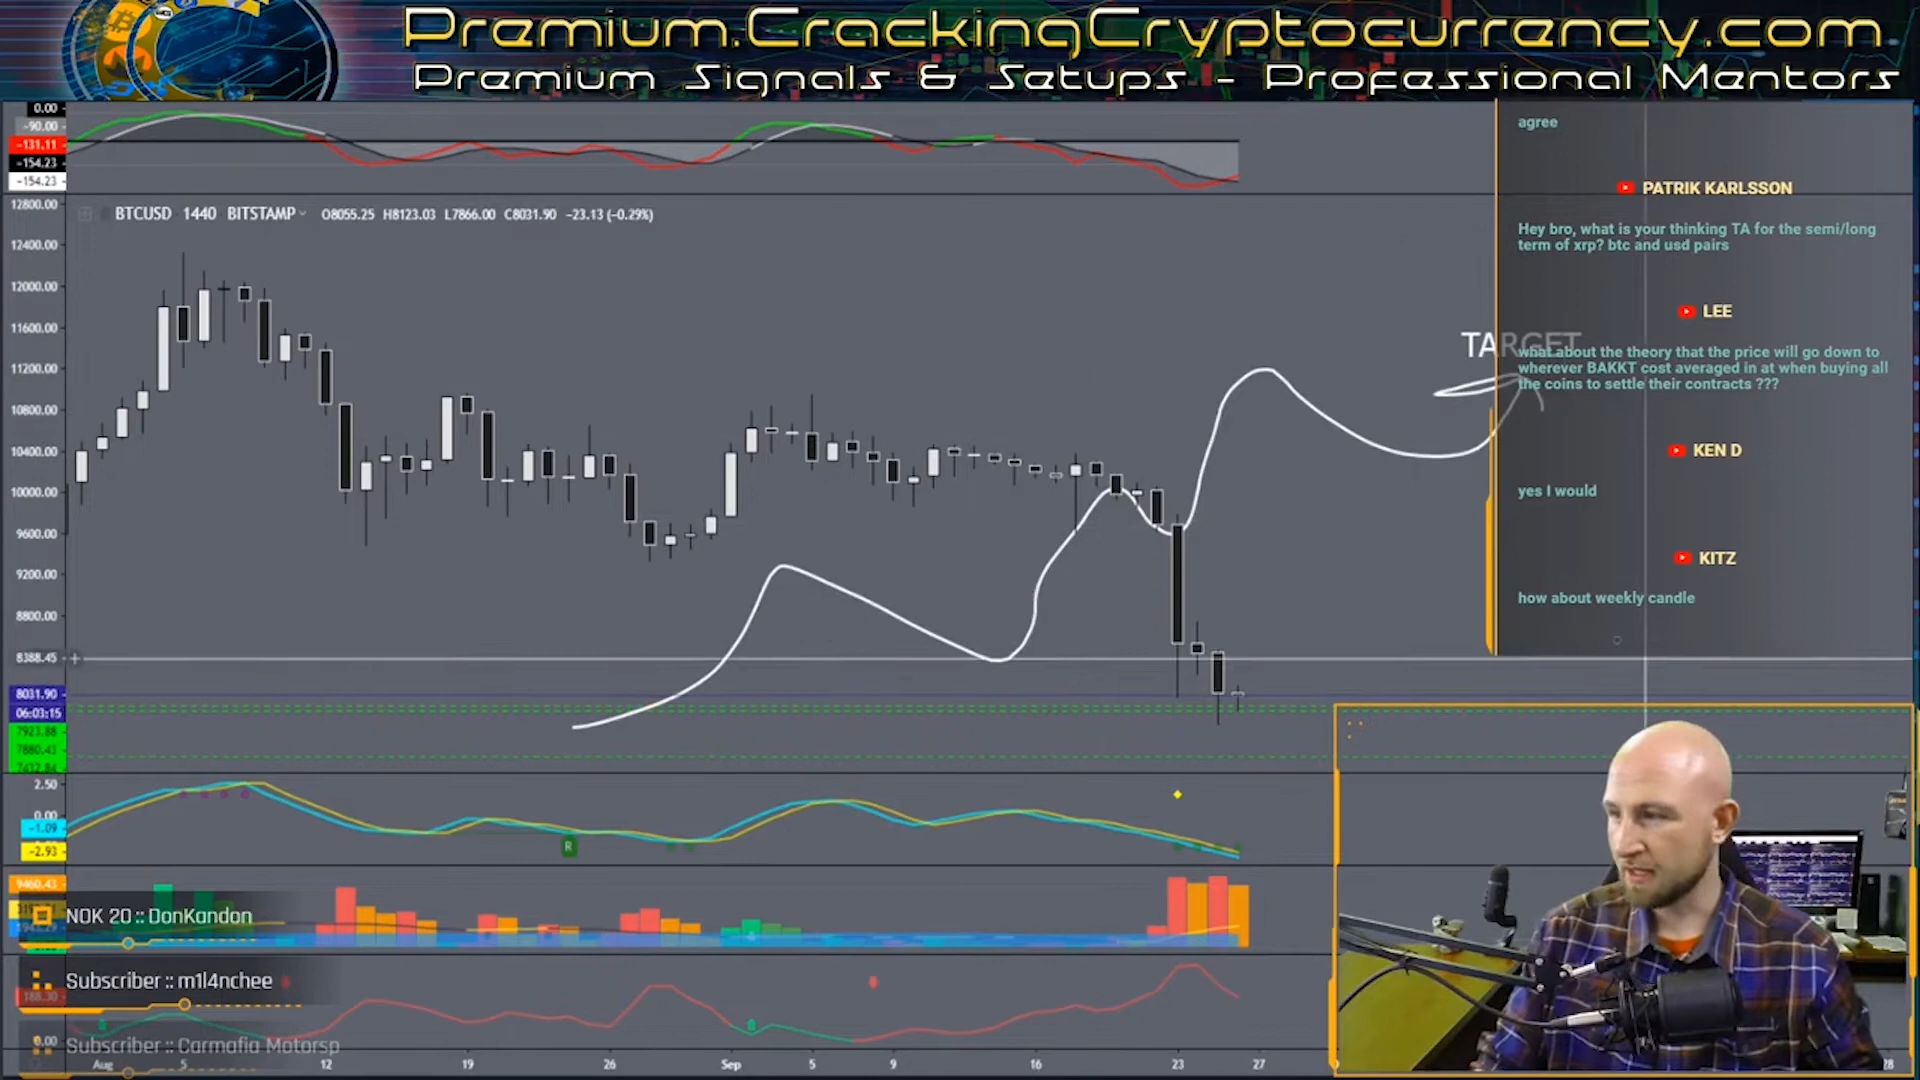 Premium.CrackingCryptocurrency.com
Premium Signals & Setups - Professional Mentors
0.00
-90.00
-131.11
-154.23
-154.23
BTCUSD 1440 BITSTAMP O8055.25 H8123.03 L7866.00 C8031.90 -23.13 (-0.29%)
12800.00
12400.00
12000.00
11600.00
11200.00
10800.00
10400.00
10000.00
9600.00
9200.00
8800.00
8388.45
8031.90
06:03:15
7923.88
7880.43
7432.84
TARGET
agree
PATRIK KARLSSON
Hey bro, what is your thinking TA for the semi/long
term of xrp? btc and usd pairs
LEE
what about the theory that the price will go down to
wherever BAKKT cost averaged in at when buying all
the coins to settle their contracts ???
KEN D
yes I would
KITZ
how about weekly candle
2.50
0.00
-1.09
-2.93
R
9460.43
NOK 20 :: DonKandon
Subscriber :: m1l4nchee
188.30
0.00
Subscriber :: Carmafia Motorsp
Aug 5 12 19 26 Sep 5 9 16 23 27 28